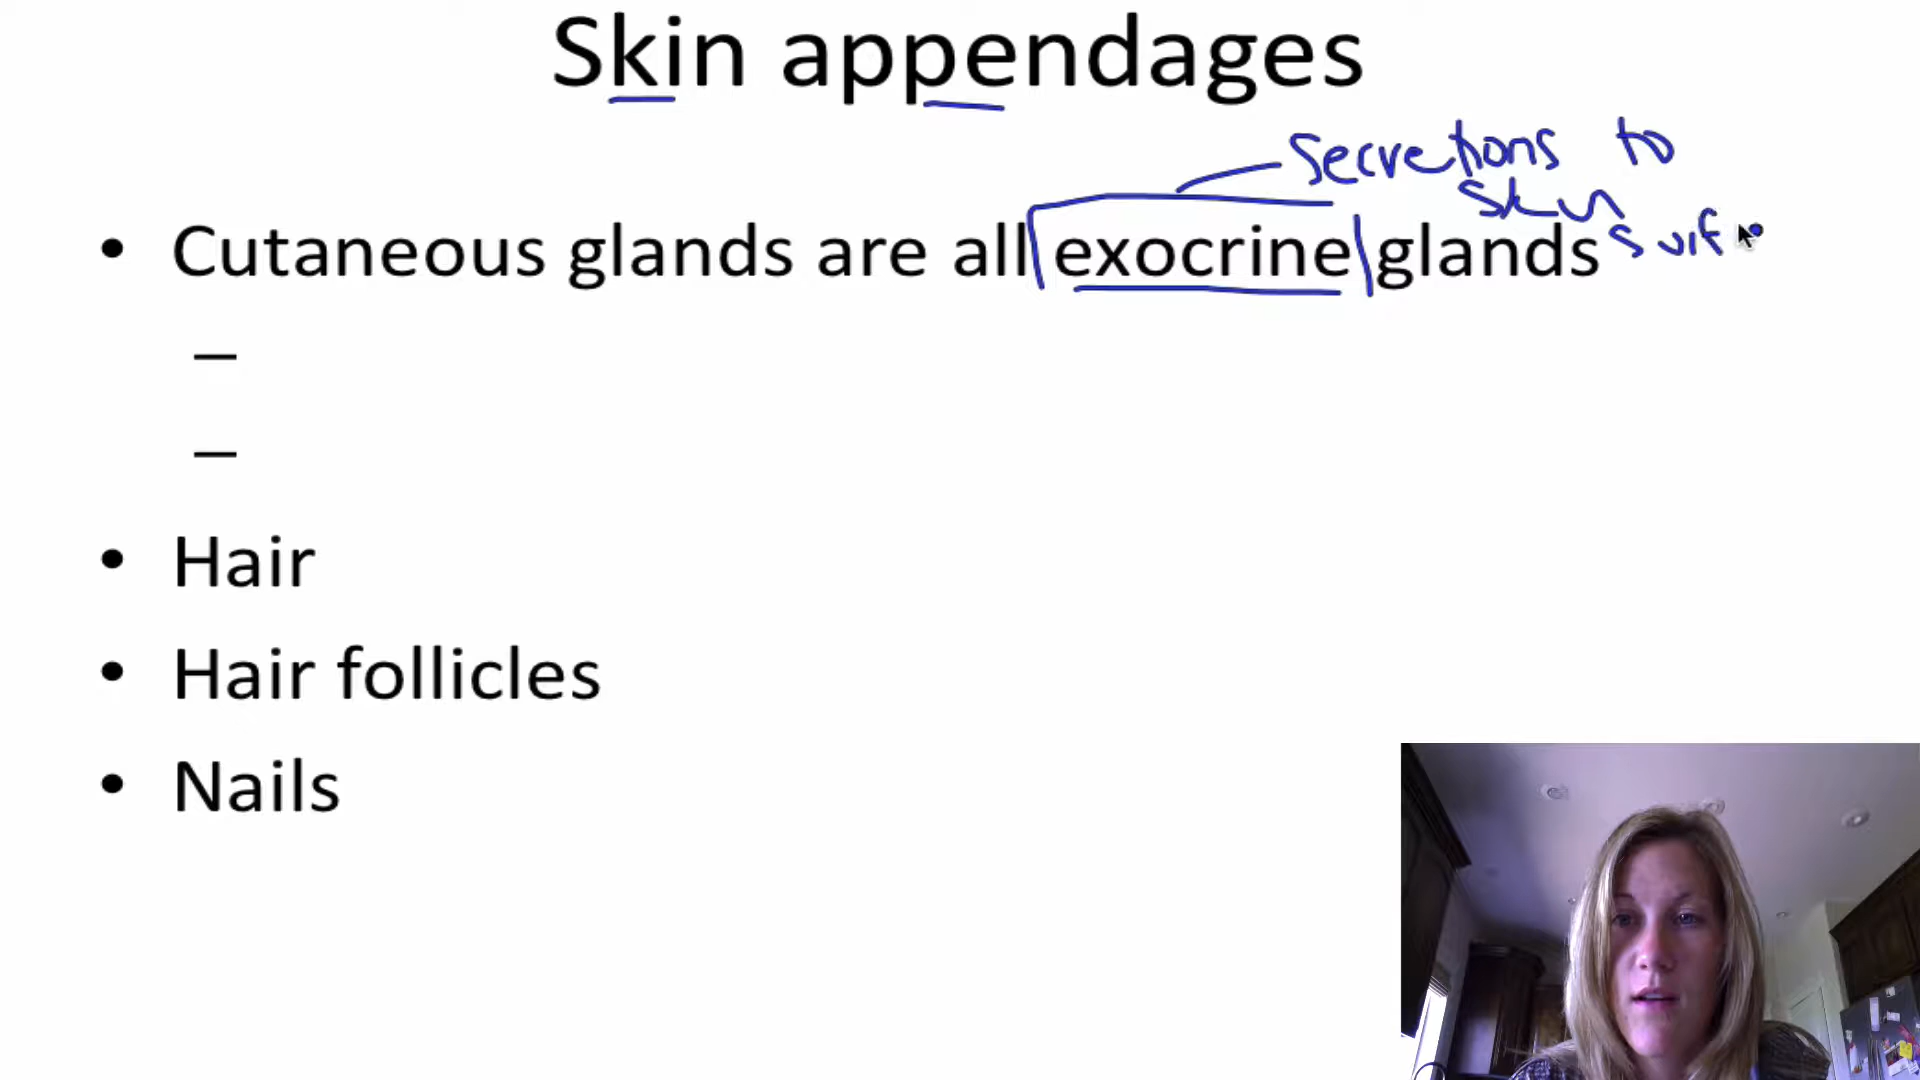 Skin appendages
secretions to
skin
surf
• Cutaneous glands are all exocrine glands
–
–
• Hair
• Hair follicles
• Nails